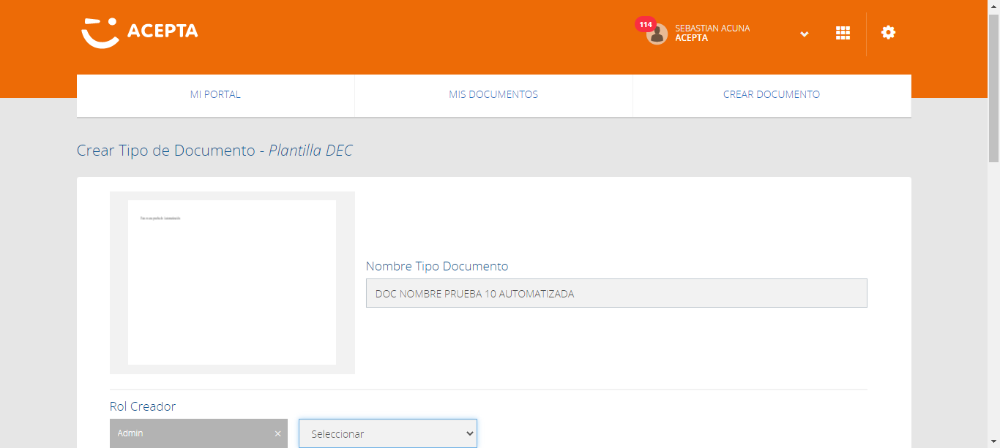 ACEPTA
114
SEBASTIAN ACUNA
ACEPTA
MI PORTAL
MIS DOCUMENTOS
CREAR DOCUMENTO
Crear Tipo de Documento - Plantilla DEC
Nombre Tipo Documento
DOC NOMBRE PRUEBA 10 AUTOMATIZADA
Rol Creador
Admin ×
Seleccionar